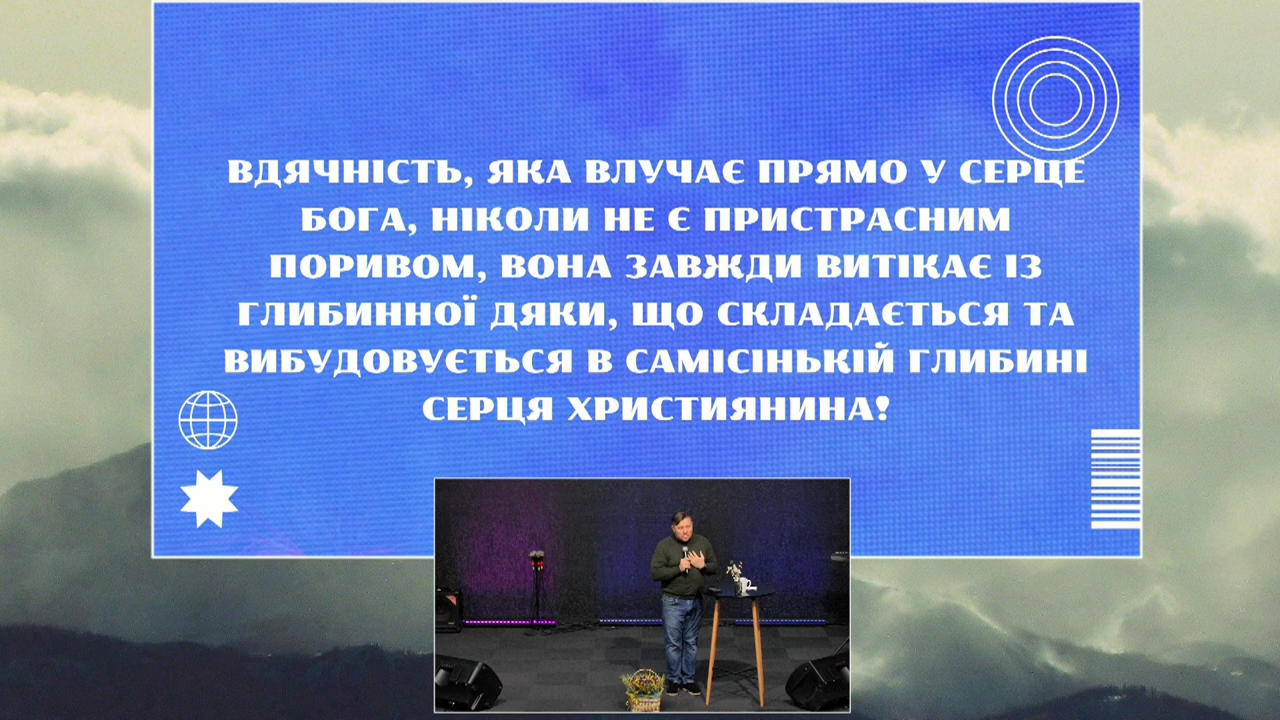 ВДЯЧНІСТЬ, ЯКА ВЛУЧАЄ ПРЯМО У СЕРЦЕ
БОГА, НІКОЛИ НЕ Є ПРИСТРАСНИМ
ПОРИВОМ, ВОНА ЗАВЖДИ ВИТІКАЄ ІЗ
ГЛИБИННОЇ ДЯКИ, ЩО СКЛАДАЄТЬСЯ ТА
ВИБУДОВУЄТЬСЯ В САМІСІНЬКІЙ ГЛИБИНІ
СЕРЦЯ ХРИСТИЯНИНА!